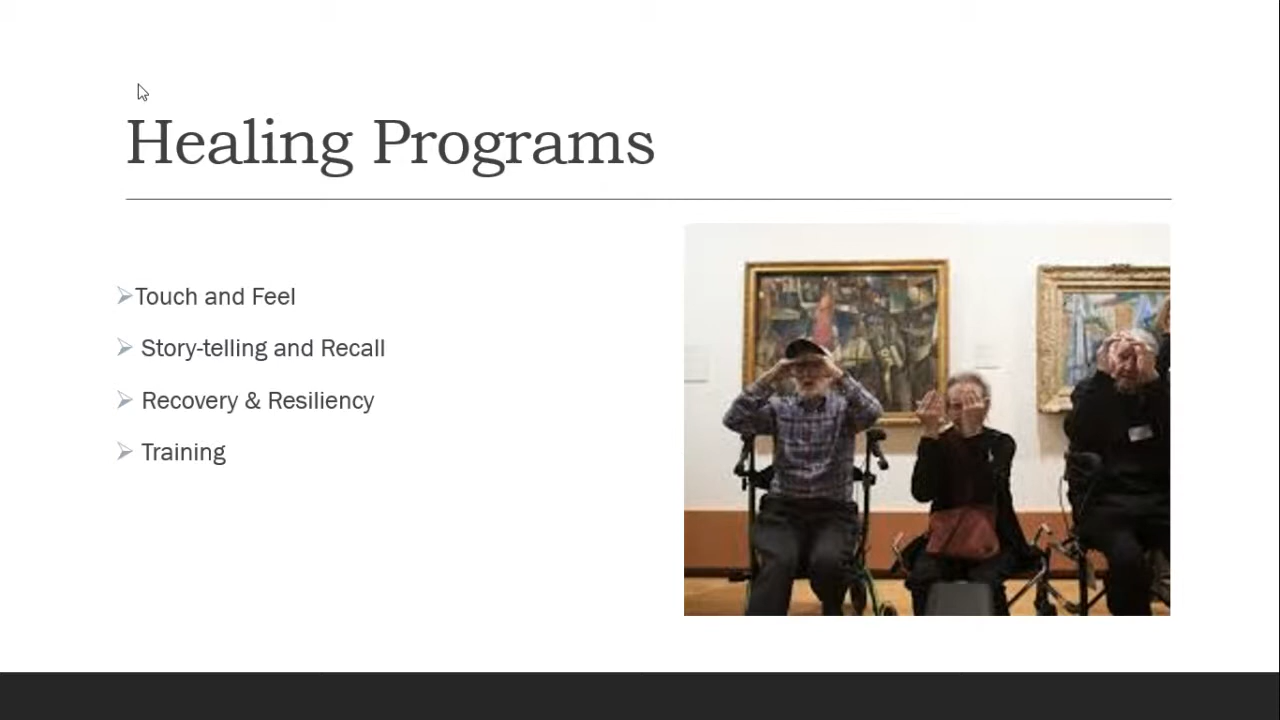 Healing Programs
Touch and Feel
Story-telling and Recall
Recovery & Resiliency
Training